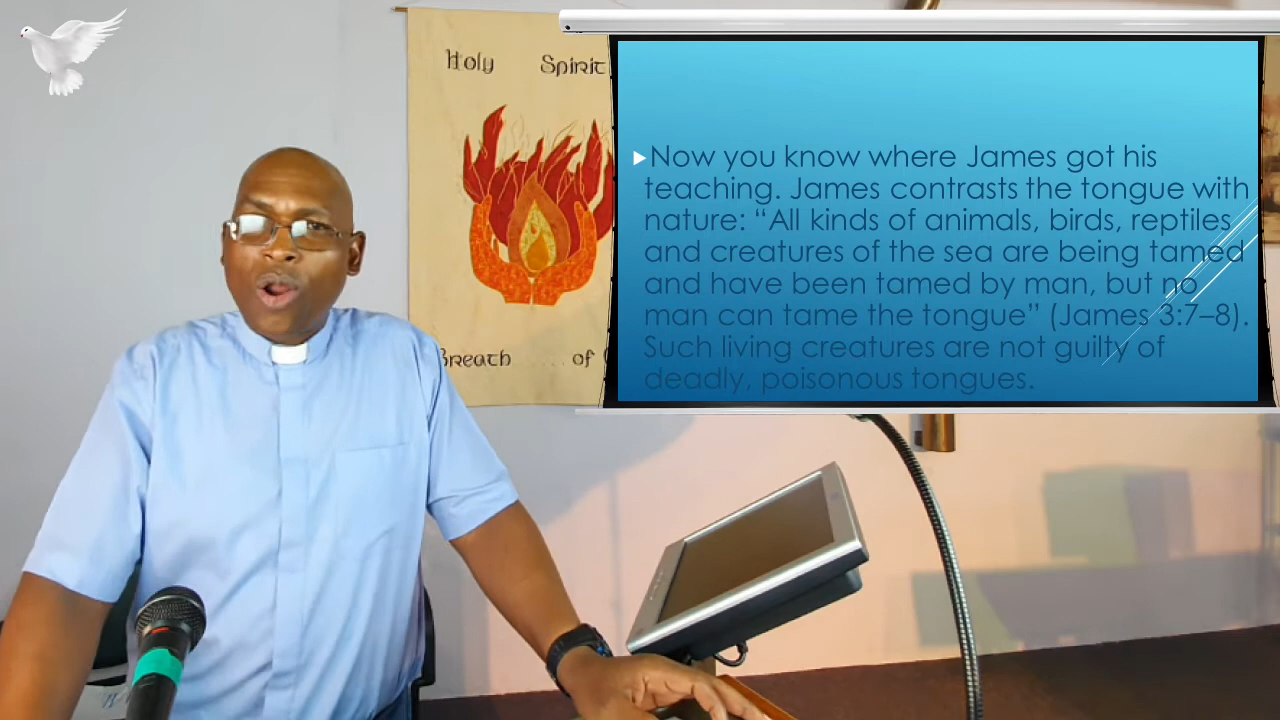 Holy Spirit
Breath of
Now you know where James got his
teaching. James contrasts the tongue with
nature: “All kinds of animals, birds, reptiles
and creatures of the sea are being tamed
and have been tamed by man, but no
man can tame the tongue” (James 3:7–8).
Such living creatures are not guilty of
deadly, poisonous tongues.